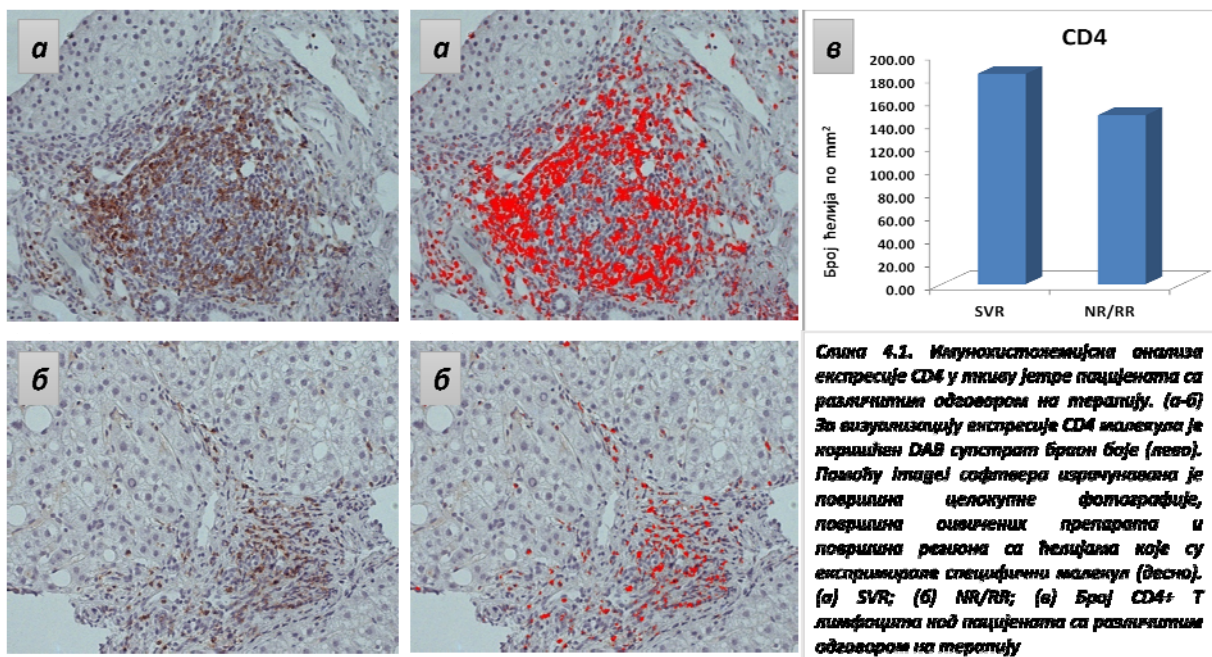 а
а
в
CD4
Број ћелија по mm²
200.00
180.00
160.00
140.00
120.00
100.00
80.00
60.00
40.00
20.00
0.00
SVR
NR/RR
б
б
Слика 4.1. Имунохистохемијска анализа
експресије CD4 у ткиву јетре пацијената са
различитим одговором на терапију. (а-б)
За визуализацију експресије CD4 малекула је
коришћен DAB супстрат браон боје (лево).
Помоћу ImageJ софтвера израчунавана је
површина целокупне фотографије,
површина оивичених препарата и
површина региона са ћелијама које су
експримирале специфични малекул (десно).
(а) SVR; (б) NR/RR; (в) Број CD4+ Т
лимфоцита код пацијената са различитим
одговором на терапију